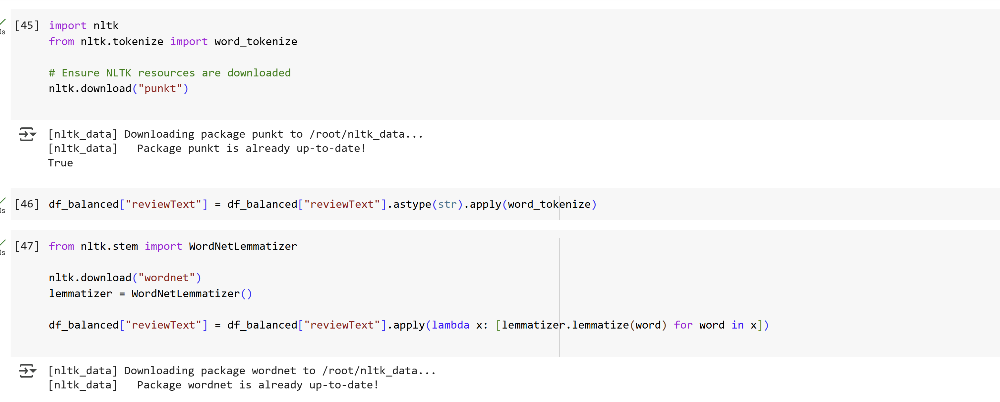 [45] import nltk
from nltk.tokenize import word_tokenize
# Ensure NLTK resources are downloaded
nltk.download("punkt")
[nltk_data] Downloading package punkt to /root/nltk_data...
[nltk_data]   Package punkt is already up-to-date!
True
[46] df_balanced["reviewText"] = df_balanced["reviewText"].astype(str).apply(word_tokenize)
[47] from nltk.stem import WordNetLemmatizer
nltk.download("wordnet")
lemmatizer = WordNetLemmatizer()
df_balanced["reviewText"] = df_balanced["reviewText"].apply(lambda x: [lemmatizer.lemmatize(word) for word in x])
[nltk_data] Downloading package wordnet to /root/nltk_data...
[nltk_data]   Package wordnet is already up-to-date!